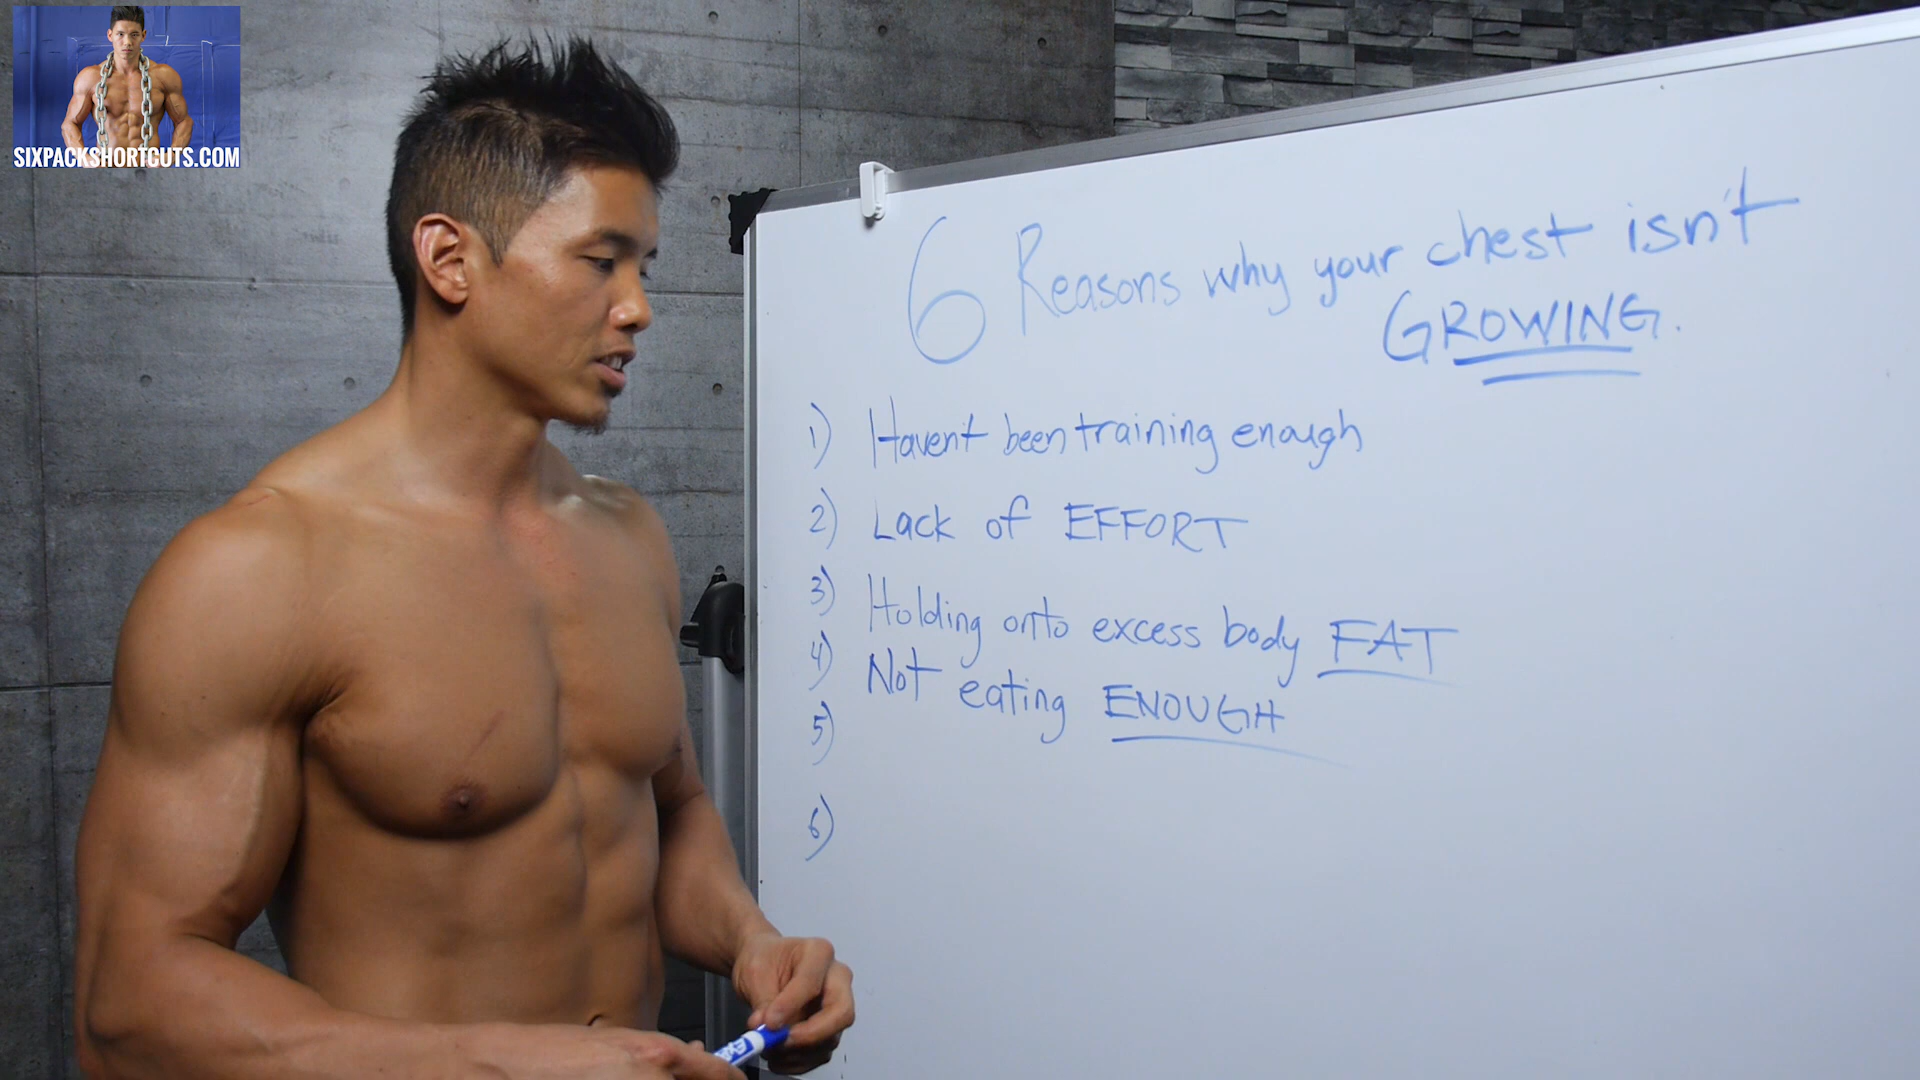 SIXPACKSHORTCUTS.COM
6 Reasons why your chest isn't
GROWING.
1) Haven't been training enough
2) Lack of EFFORT
3) Holding onto excess body FAT
4) Not eating ENOUGH
5)
6)